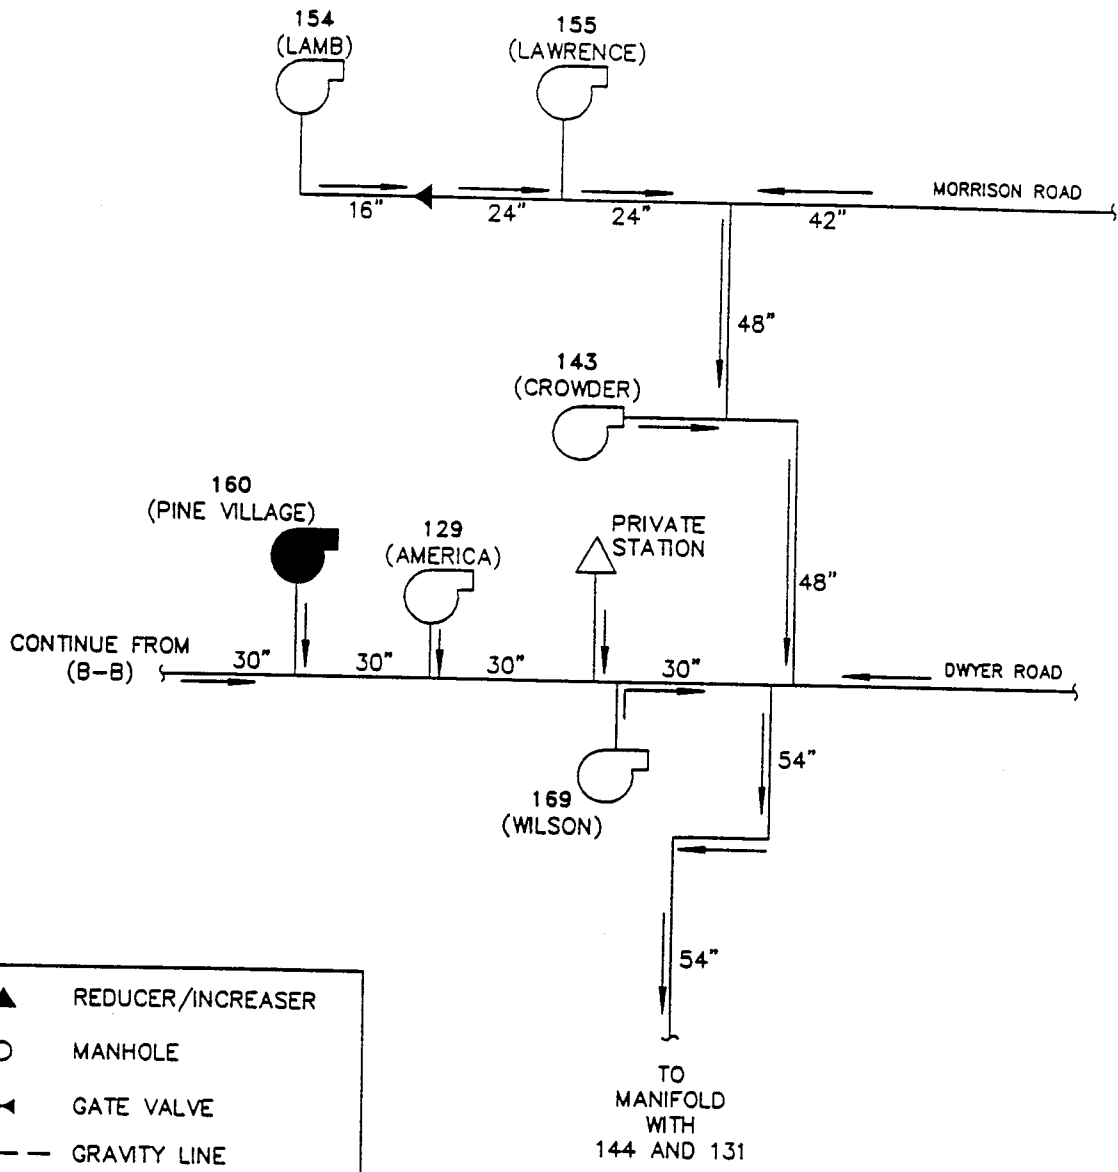 154
(LAMB)
155
(LAWRENCE)
16"
24"
24"
42"
MORRISON ROAD
48"
143
(CROWDER)
160
(PINE VILLAGE)
129
(AMERICA)
PRIVATE
STATION
48"
CONTINUE FROM
(B-B)
30"
30"
30"
30"
DWYER ROAD
54"
169
(WILSON)
54"
TO
MANIFOLD
WITH
144 AND 131
REDUCER/INCREASER
MANHOLE
GATE VALVE
GRAVITY LINE